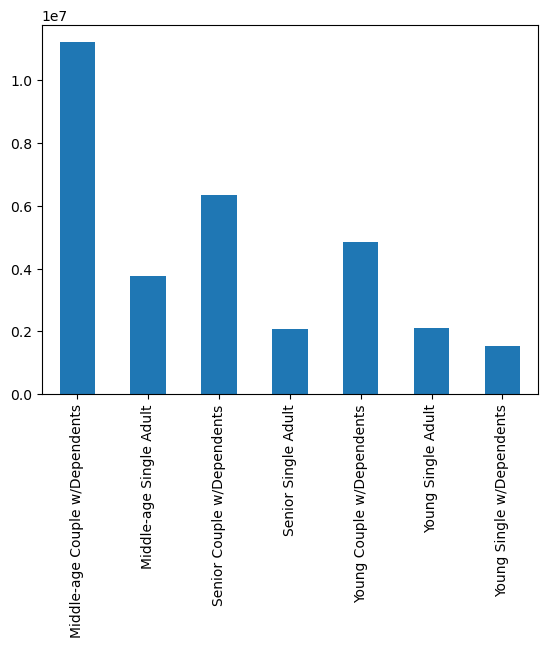 1e7
1.0
0.8
0.6
0.4
0.2
0.0
Middle-age Couple w/Dependents
Middle-age Single Adult
Senior Couple w/Dependents
Senior Single Adult
Young Couple w/Dependents
Young Single Adult
Young Single w/Dependents